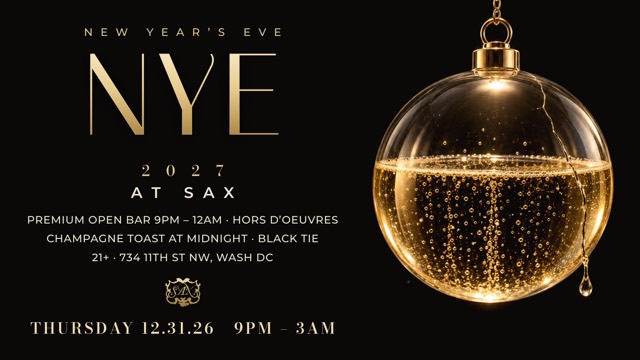 NEW YEAR'S EVE
NYE
2027
AT SAX
PREMIUM OPEN BAR 9PM – 12AM · HORS D'OEUVRES
CHAMPAGNE TOAST AT MIDNIGHT · BLACK TIE
21+ · 734 11TH ST NW, WASH DC
SAX
THURSDAY 12.31.26 9PM – 3AM